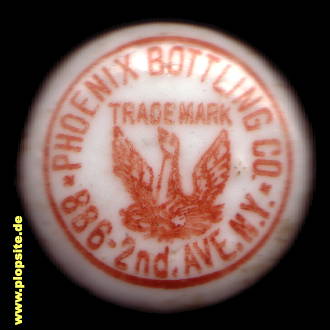 PHOENIX BOTTLING CO.
TRADE MARK
*886-2nd. AVE. N.Y.*
www.plopsite.de